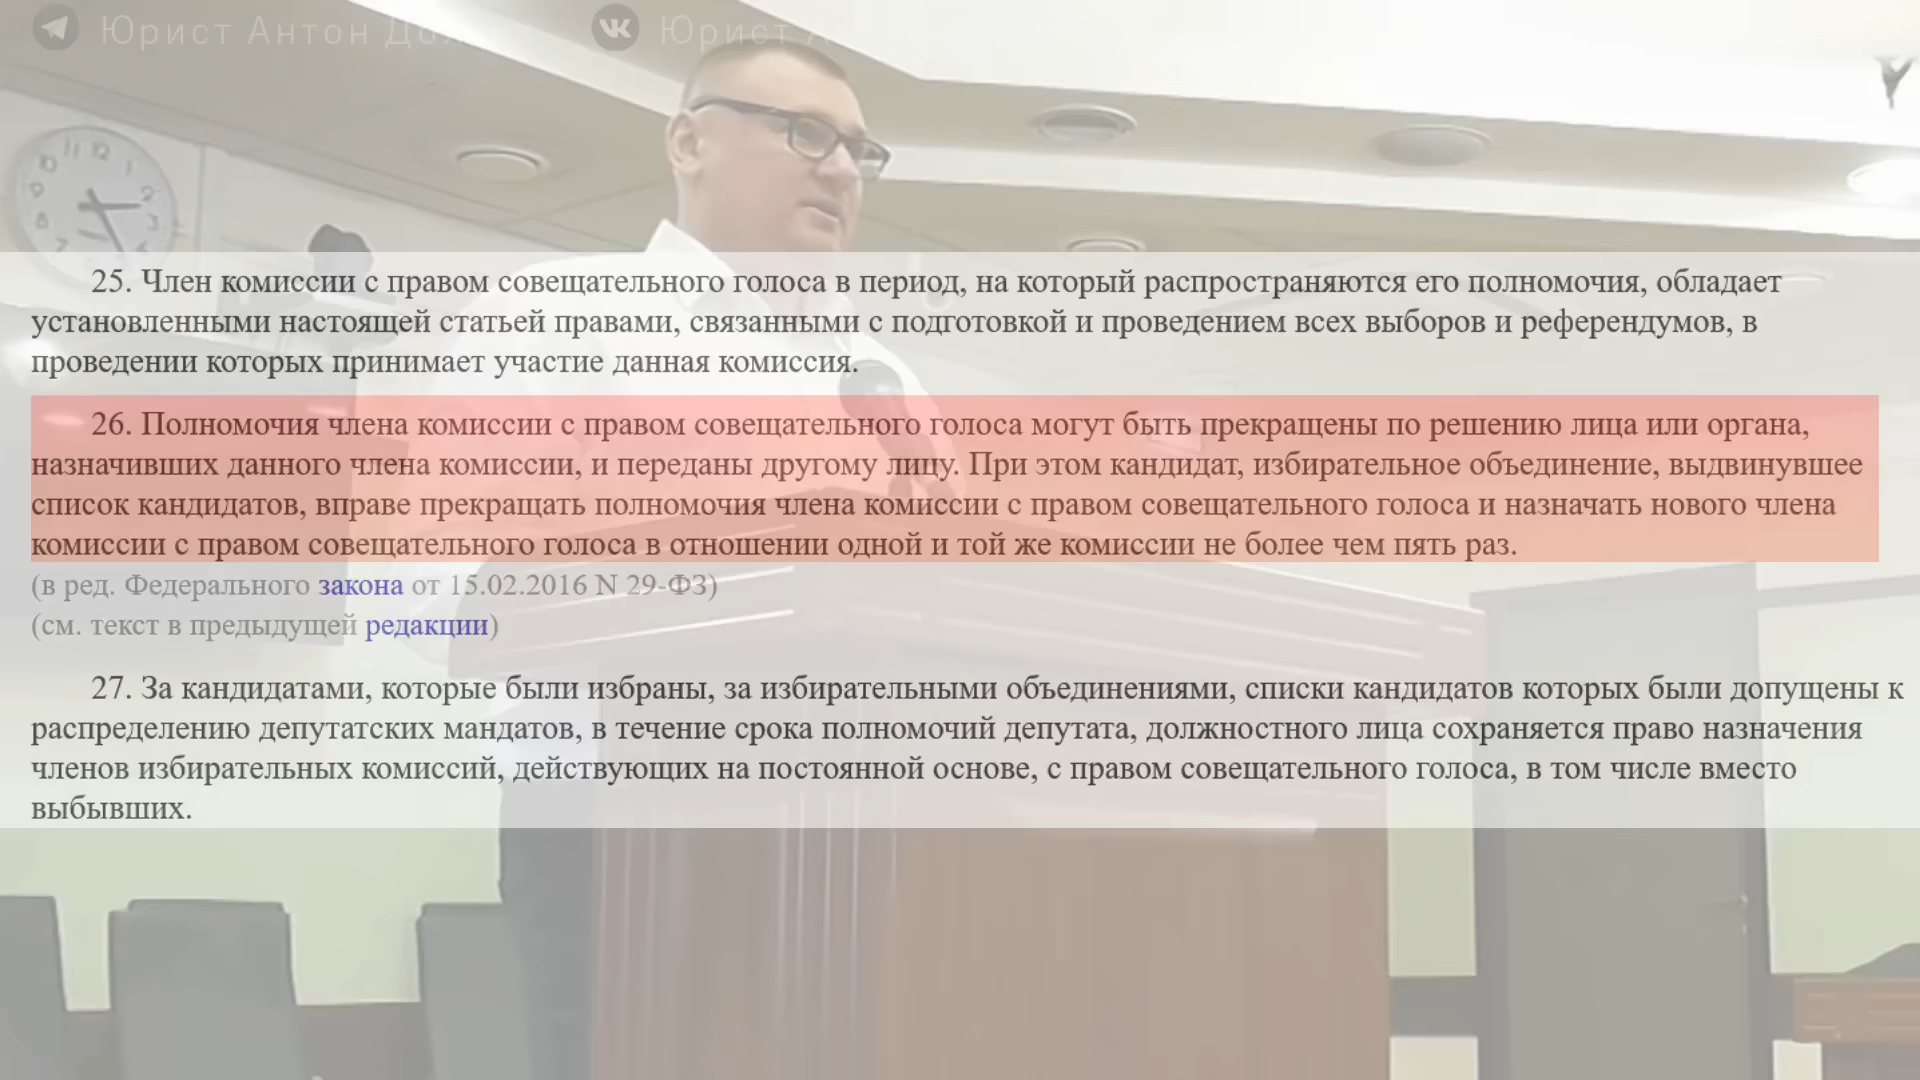 Юрист Антон
Юрист
25. Член комиссии с правом совещательного голоса в период, на который распространяются его полномочия, обладает
установленными настоящей статьей правами, связанными с подготовкой и проведением всех выборов и референдумов, в
проведении которых принимает участие данная комиссия.
26. Полномочия члена комиссии с правом совещательного голоса могут быть прекращены по решению лица или органа,
назначивших данного члена комиссии, и переданы другому лицу. При этом кандидат, избирательное объединение, выдвинувшее
список кандидатов, вправе прекращать полномочия члена комиссии с правом совещательного голоса и назначать нового члена
комиссии с правом совещательного голоса в отношении одной и той же комиссии не более чем пять раз.
(в ред. Федерального закона от 15.02.2016 N 29-ФЗ)
(см. текст в предыдущей редакции)
27. За кандидатами, которые были избраны, за избирательными объединениями, списки кандидатов которых были допущены к
распределению депутатских мандатов, в течение срока полномочий депутата, должностного лица сохраняется право назначения
членов избирательных комиссий, действующих на постоянной основе, с правом совещательного голоса, в том числе вместо
выбывших.